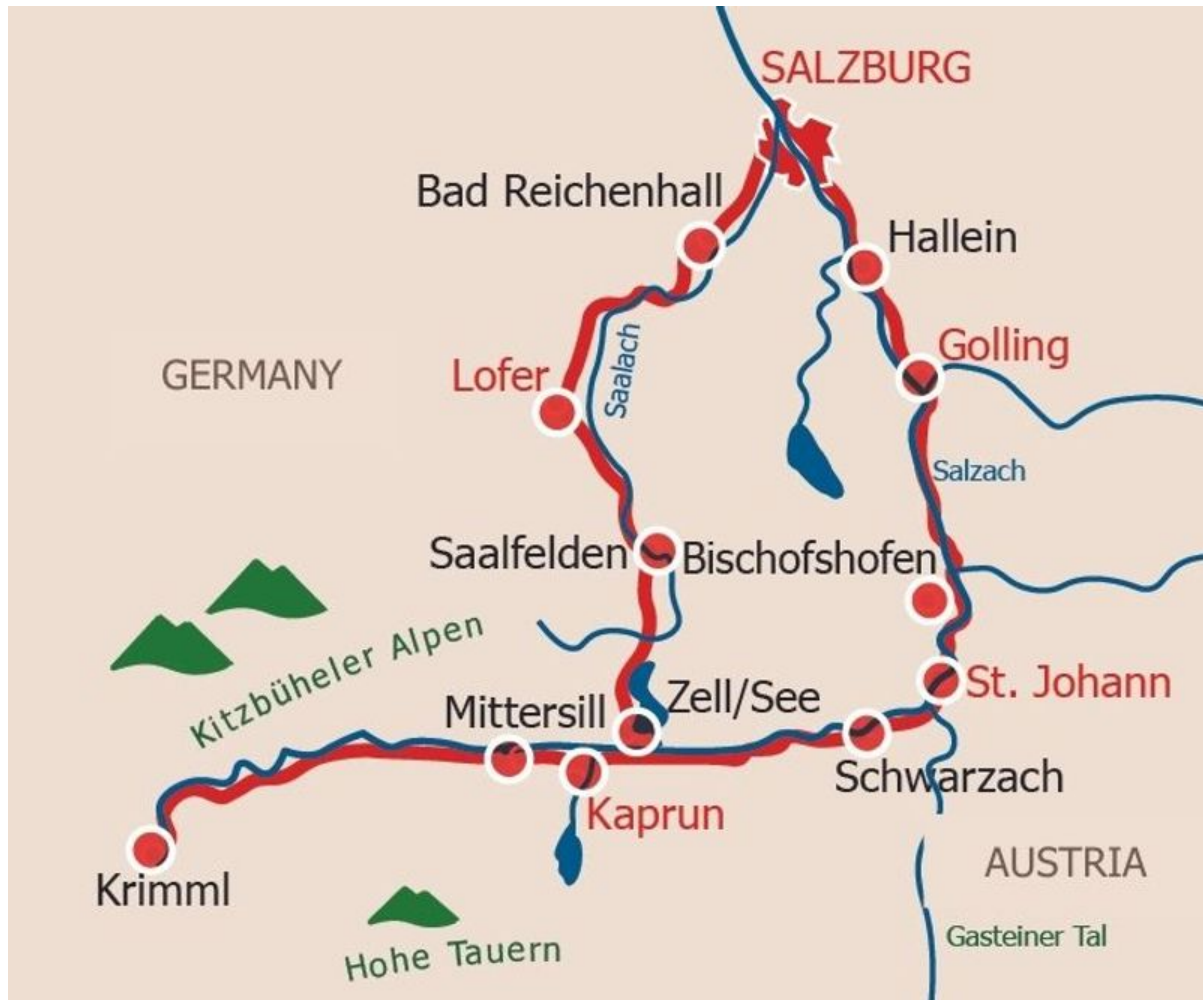 SALZBURG
Bad Reichenhall
Hallein
Golling
GERMANY
Lofer
Saalach
Salzach
Saalfelden
Bischofshofen
Kitzbüheler Alpen
St. Johann
Mittersill
Zell/See
Schwarzach
Kaprun
AUSTRIA
Krimml
Gasteiner Tal
Hohe Tauern